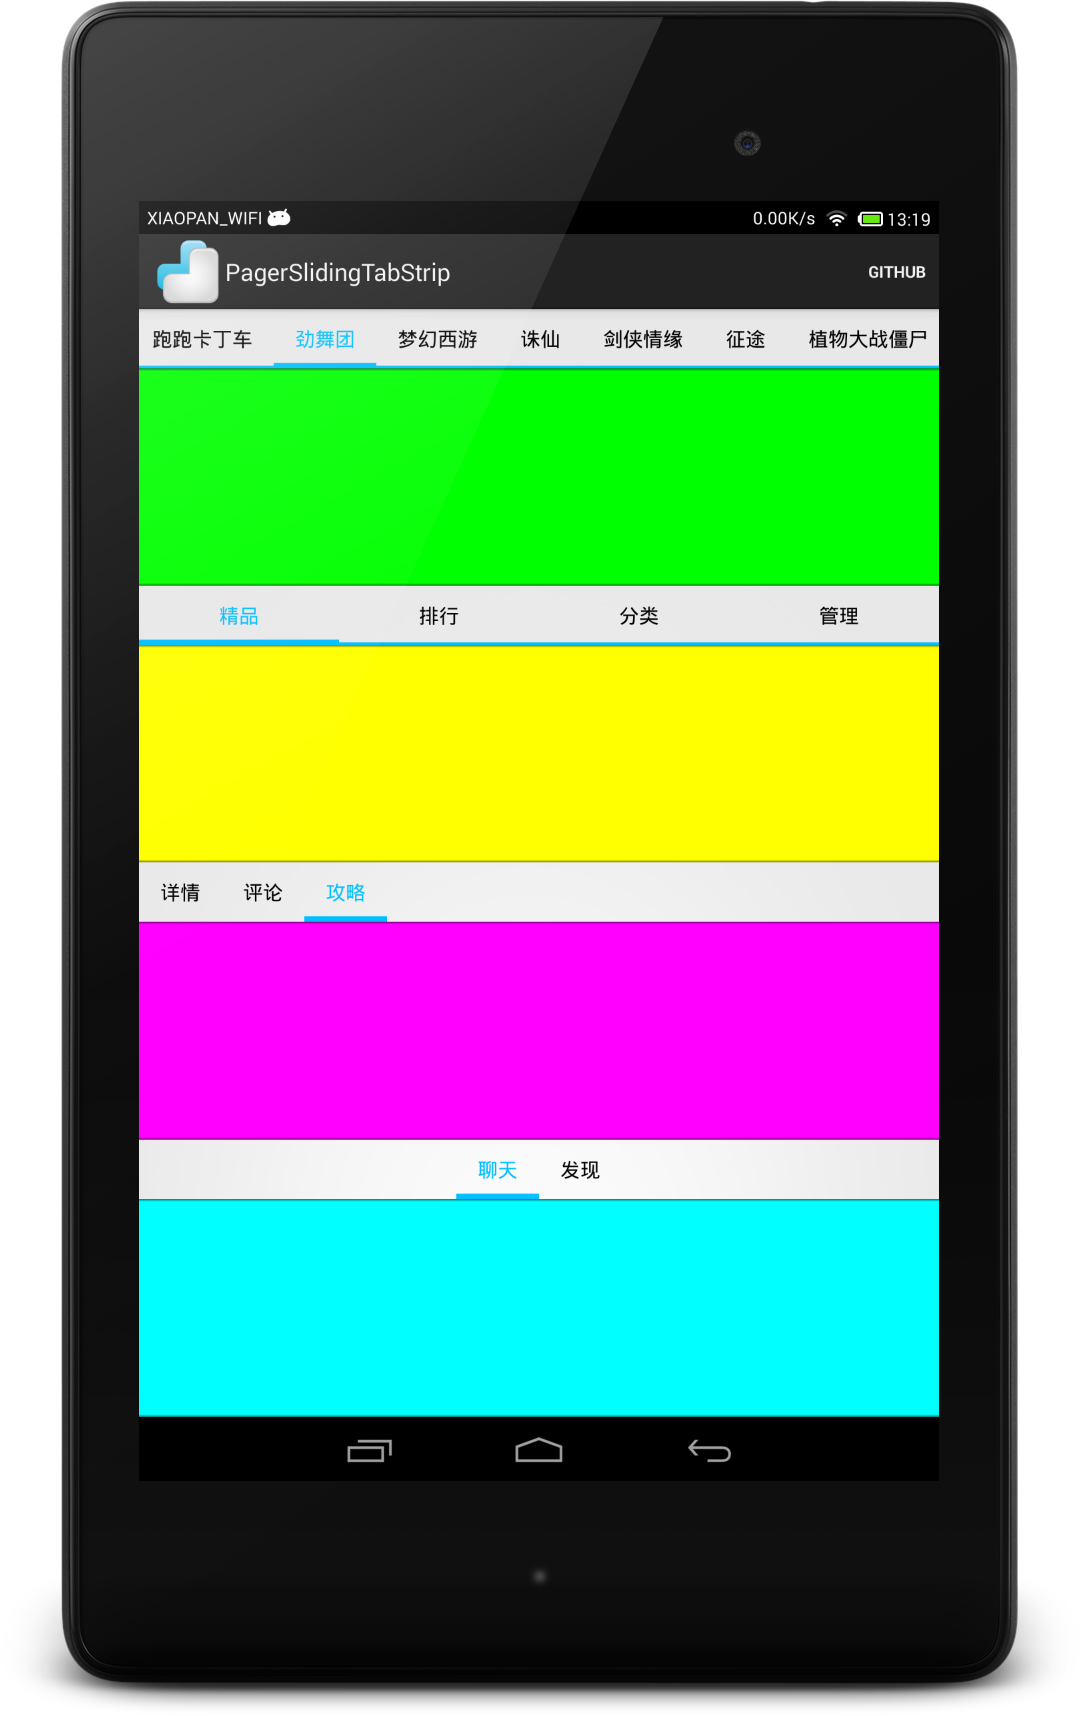 XIAOPAN_WIFI 0.00K/s 13:19
PagerSlidingTabStrip GITHUB
跑跑卡丁车 劲舞团 梦幻西游 诛仙 剑侠情缘 征途 植物大战僵尸
精品 排行 分类 管理
详情 评论 攻略
聊天 发现